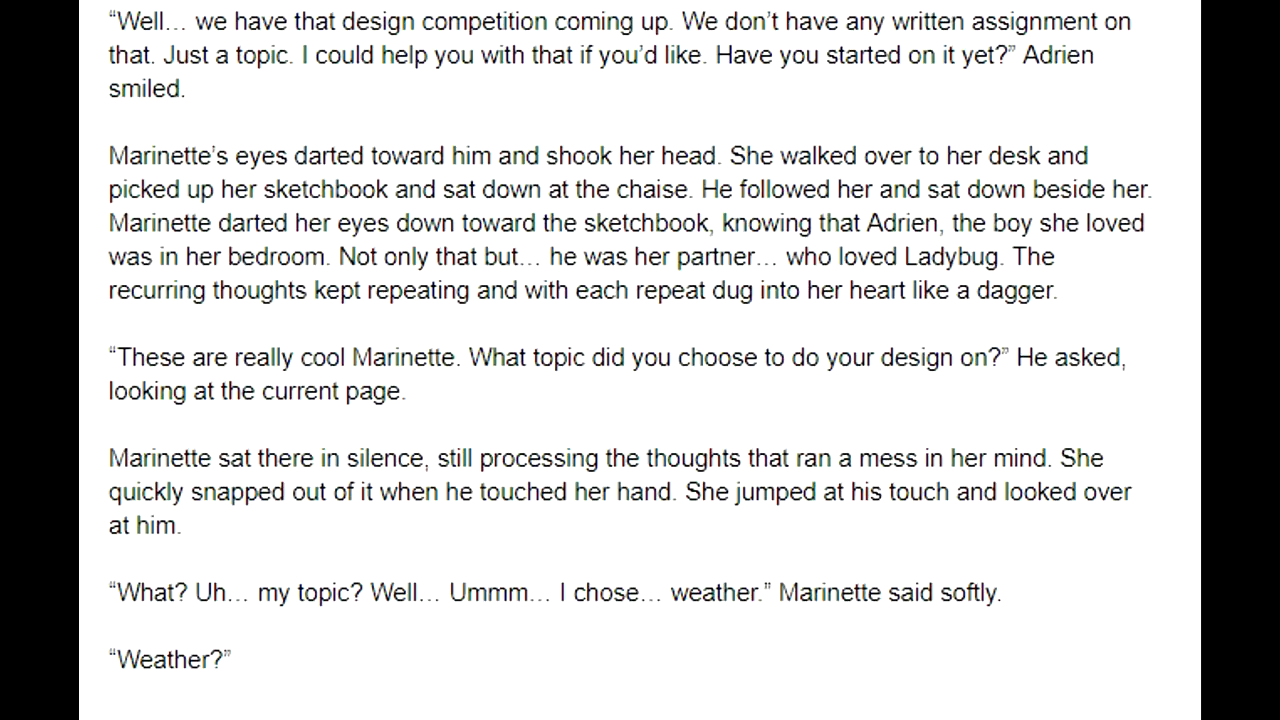 “Well… we have that design competition coming up. We don’t have any written assignment on
that. Just a topic. I could help you with that if you’d like. Have you started on it yet?” Adrien
smiled.
Marinette’s eyes darted toward him and shook her head. She walked over to her desk and
picked up her sketchbook and sat down at the chaise. He followed her and sat down beside her.
Marinette darted her eyes down toward the sketchbook, knowing that Adrien, the boy she loved
was in her bedroom. Not only that but… he was her partner… who loved Ladybug. The
recurring thoughts kept repeating and with each repeat dug into her heart like a dagger.
“These are really cool Marinette. What topic did you choose to do your design on?” He asked,
looking at the current page.
Marinette sat there in silence, still processing the thoughts that ran a mess in her mind. She
quickly snapped out of it when he touched her hand. She jumped at his touch and looked over
at him.
“What? Uh… my topic? Well… Ummm… I chose… weather.” Marinette said softly.
“Weather?”